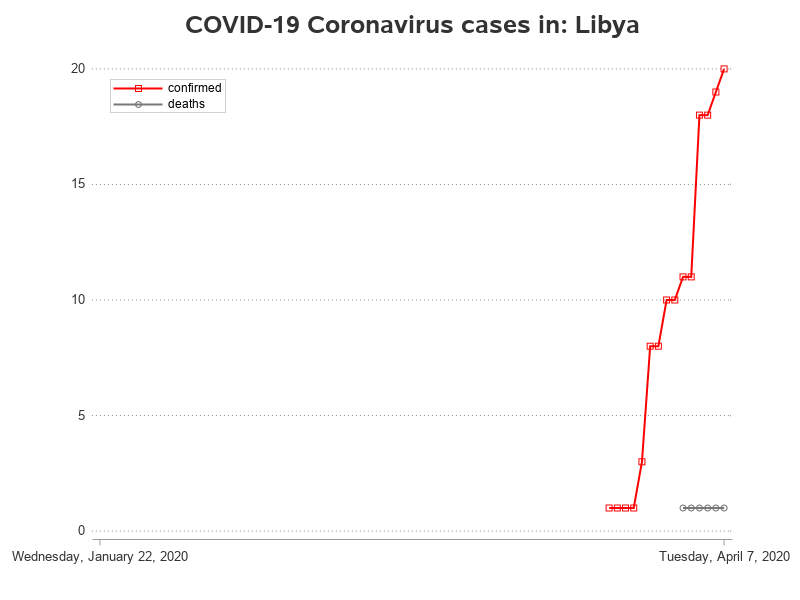 COVID-19 Coronavirus cases in: Libya
20
confirmed
deaths
15
10
5
0
Wednesday, January 22, 2020 Tuesday, April 7, 2020